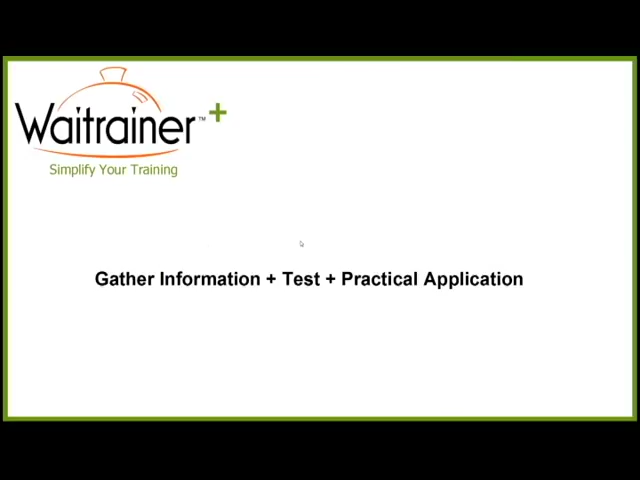 Waitrainer™+
Simplify Your Training
Gather Information + Test + Practical Application